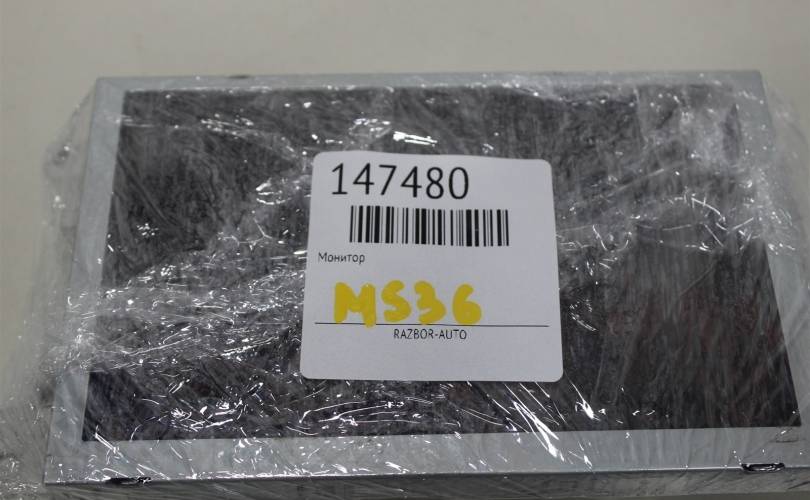 147480
Монитор
MS36
RAZBOR-AUTO